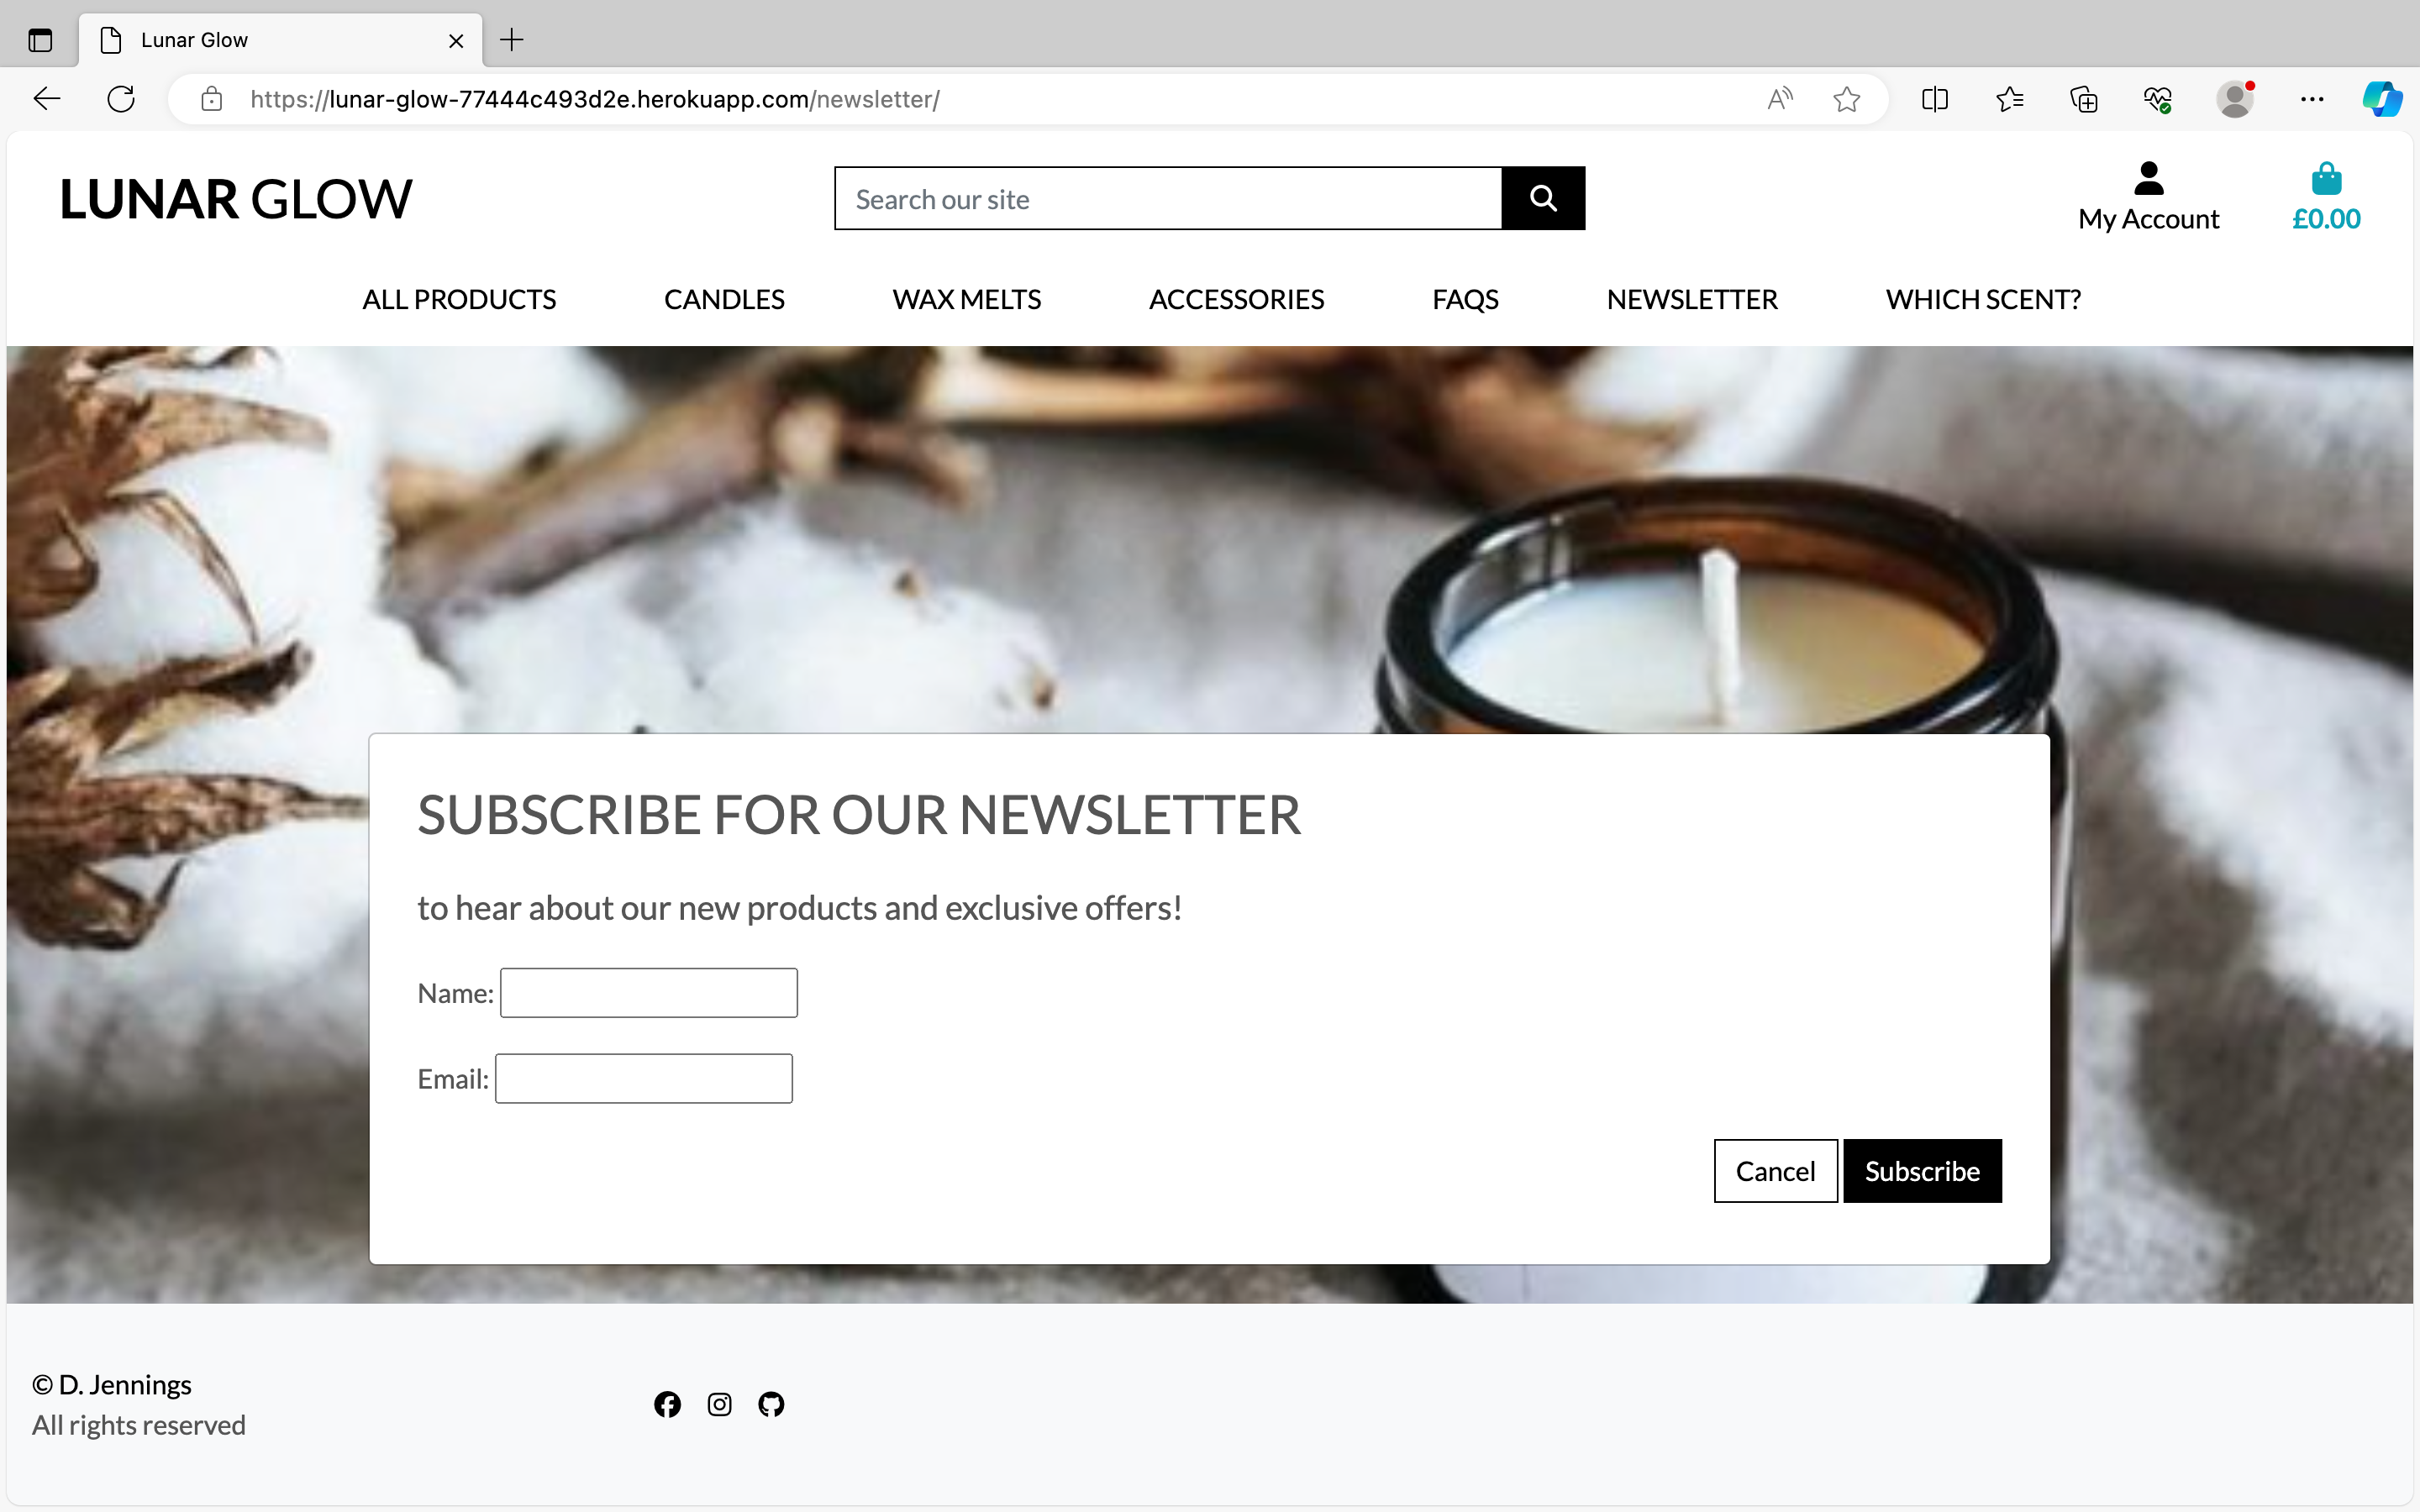 Lunar Glow
https://lunar-glow-77444c493d2e.herokuapp.com/newsletter/
LUNAR GLOW
Search our site
My Account
£0.00
ALL PRODUCTS CANDLES WAX MELTS ACCESSORIES FAQS NEWSLETTER WHICH SCENT?
SUBSCRIBE FOR OUR NEWSLETTER
to hear about our new products and exclusive offers!
Name:
Email:
Cancel Subscribe
© D. Jennings
All rights reserved